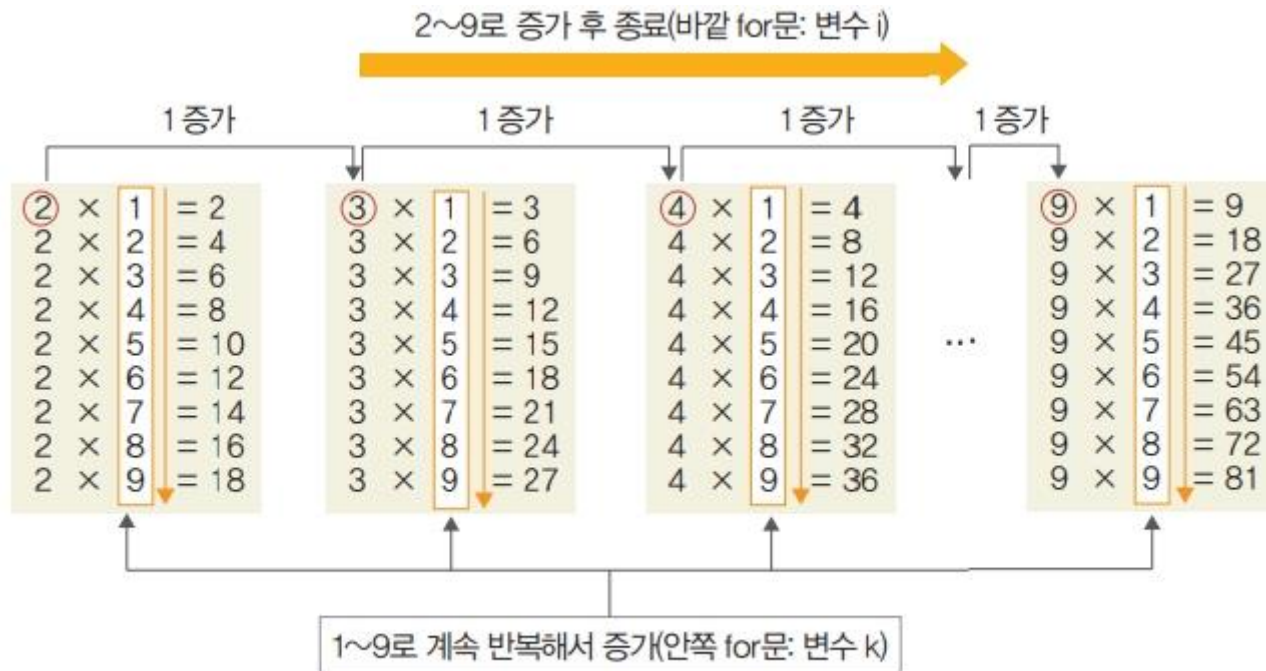 2~9로 증가 후 종료(바깥 for문: 변수 i)
1 증가 1 증가 1 증가 1 증가
2 × 1 = 2
2 × 2 = 4
2 × 3 = 6
2 × 4 = 8
2 × 5 = 10
2 × 6 = 12
2 × 7 = 14
2 × 8 = 16
2 × 9 = 18
3 × 1 = 3
3 × 2 = 6
3 × 3 = 9
3 × 4 = 12
3 × 5 = 15
3 × 6 = 18
3 × 7 = 21
3 × 8 = 24
3 × 9 = 27
4 × 1 = 4
4 × 2 = 8
4 × 3 = 12
4 × 4 = 16
4 × 5 = 20
4 × 6 = 24
4 × 7 = 28
4 × 8 = 32
4 × 9 = 36
...
9 × 1 = 9
9 × 2 = 18
9 × 3 = 27
9 × 4 = 36
9 × 5 = 45
9 × 6 = 54
9 × 7 = 63
9 × 8 = 72
9 × 9 = 81
1~9로 계속 반복해서 증가(안쪽 for문: 변수 k)